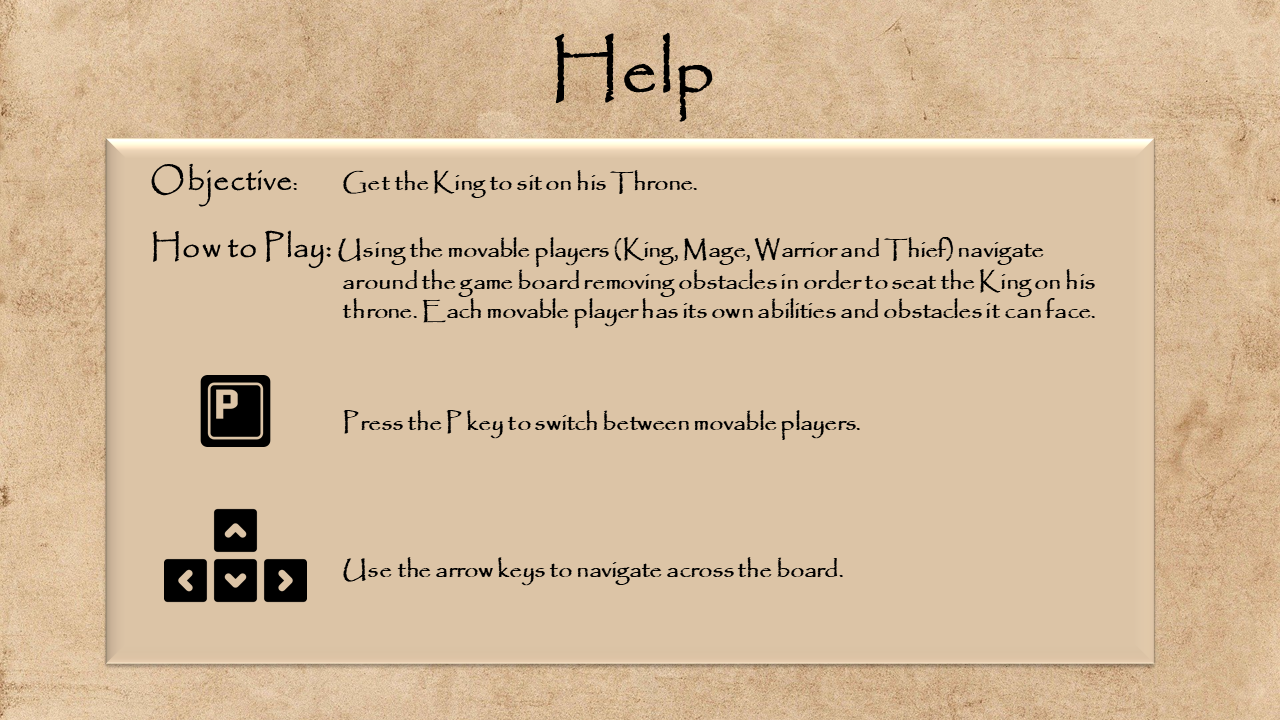 Help
Objective: Get the King to sit on his Throne.
How to Play: Using the movable players (King, Mage, Warrior and Thief) navigate
around the game board removing obstacles in order to seat the King on his
throne. Each movable player has its own abilities and obstacles it can face.
P
Press the P key to switch between movable players.
Use the arrow keys to navigate across the board.